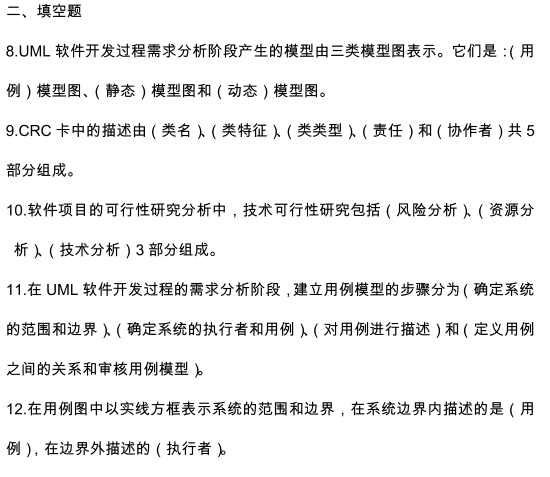 二、填空题
8.UML 软件开发过程需求分析阶段产生的模型由三类模型图表示。它们是：（用
例）模型图、（静态）模型图和（动态）模型图。
9.CRC 卡中的描述由（类名）、（类特征）、（类类型）、（责任）和（协作者）共 5
部分组成。
10.软件项目的可行性研究分析中，技术可行性研究包括（风险分析）、（资源分
析）、（技术分析）3 部分组成。
11.在 UML 软件开发过程的需求分析阶段，建立用例模型的步骤分为（确定系统
的范围和边界）、（确定系统的执行者和用例）、（对用例进行描述）和（定义用例
之间的关系和审核用例模型）。
12.在用例图中以实线方框表示系统的范围和边界，在系统边界内描述的是（用
例），在边界外描述的（执行者）。